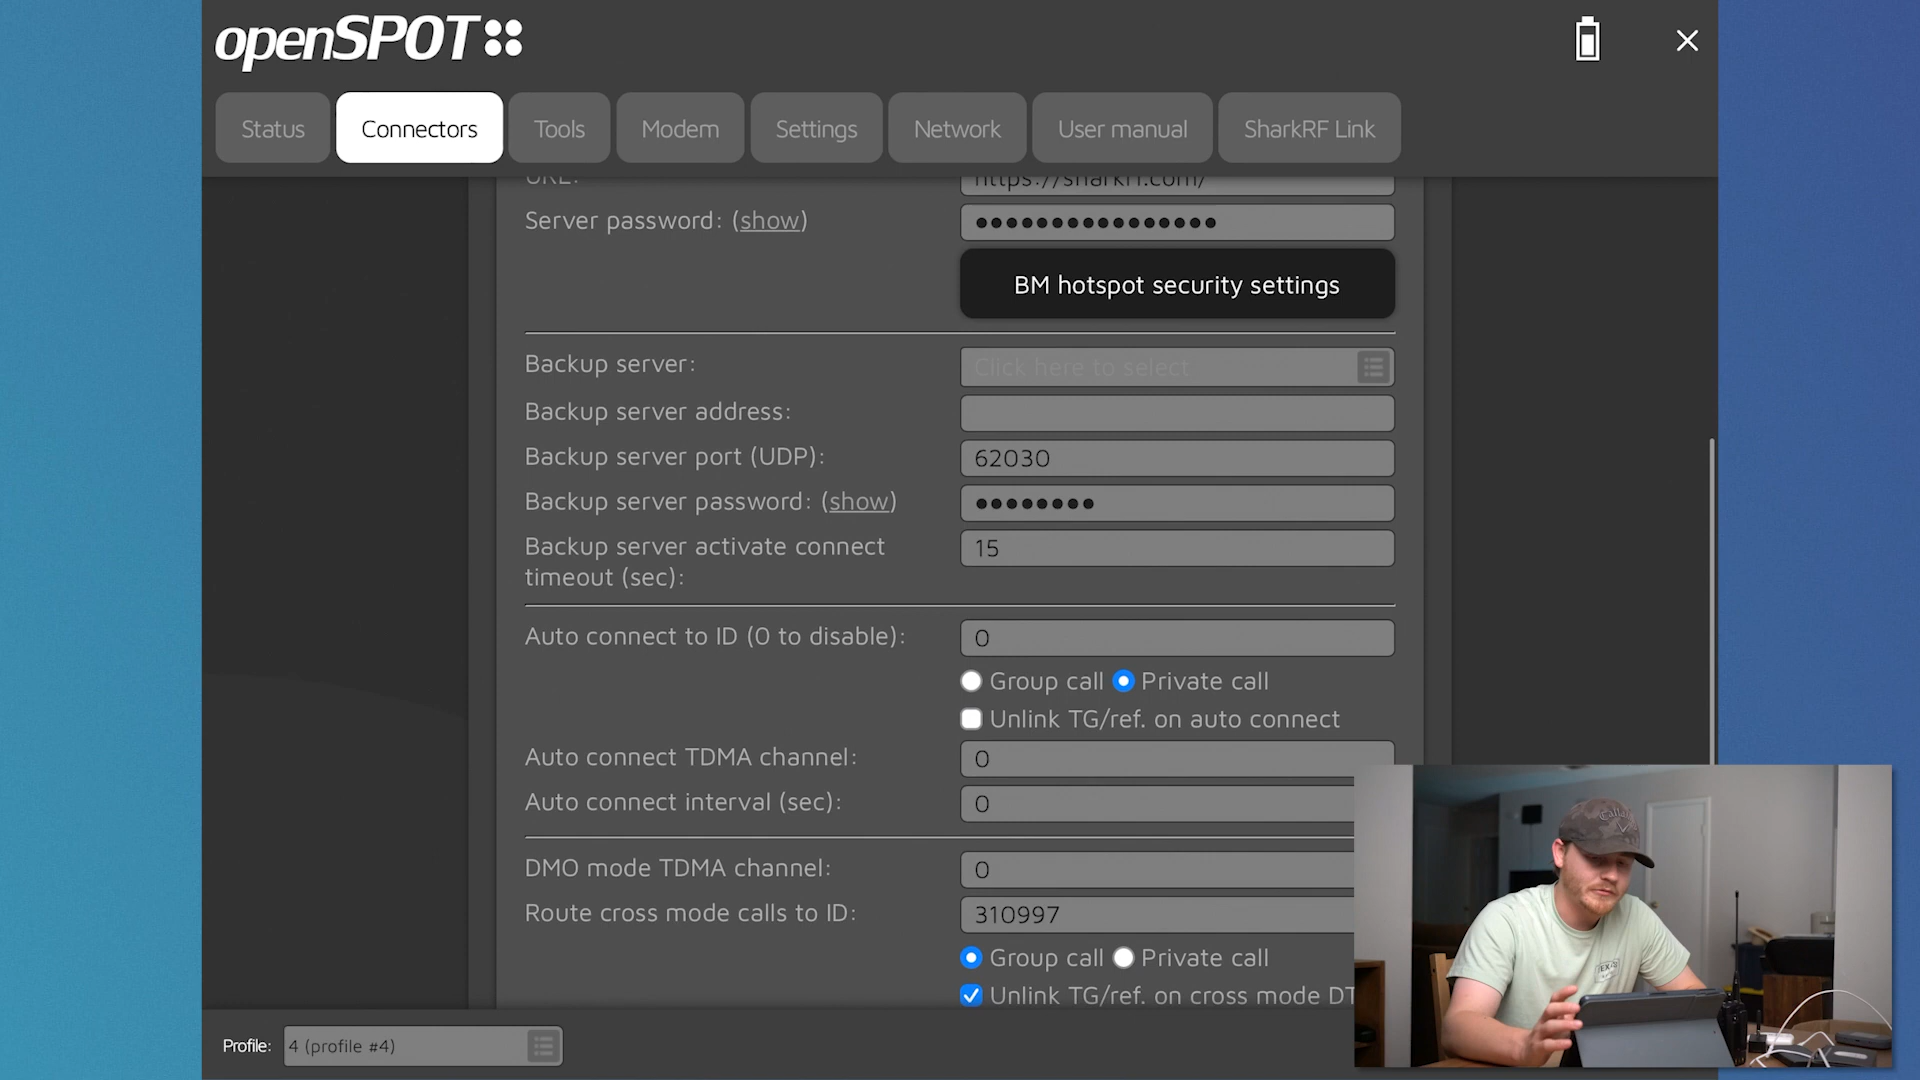 openSPOT
Status Connectors Tools Modem Settings Network User manual SharkRF Link
URL: https://sharkrf.com/
Server password: (show) ●●●●●●●●●●●●●●●●
BM hotspot security settings
Backup server: Click here to select
Backup server address:
Backup server port (UDP): 62030
Backup server password: (show) ●●●●●●●●
Backup server activate connect 15
timeout (sec):
Auto connect to ID (0 to disable): 0
Group call Private call
Unlink TG/ref. on auto connect
Auto connect TDMA channel: 0
Auto connect interval (sec): 0
DMO mode TDMA channel: 0
Route cross mode calls to ID: 310997
Group call Private call
Unlink TG/ref. on cross mode DT
Profile: 4 (profile #4)